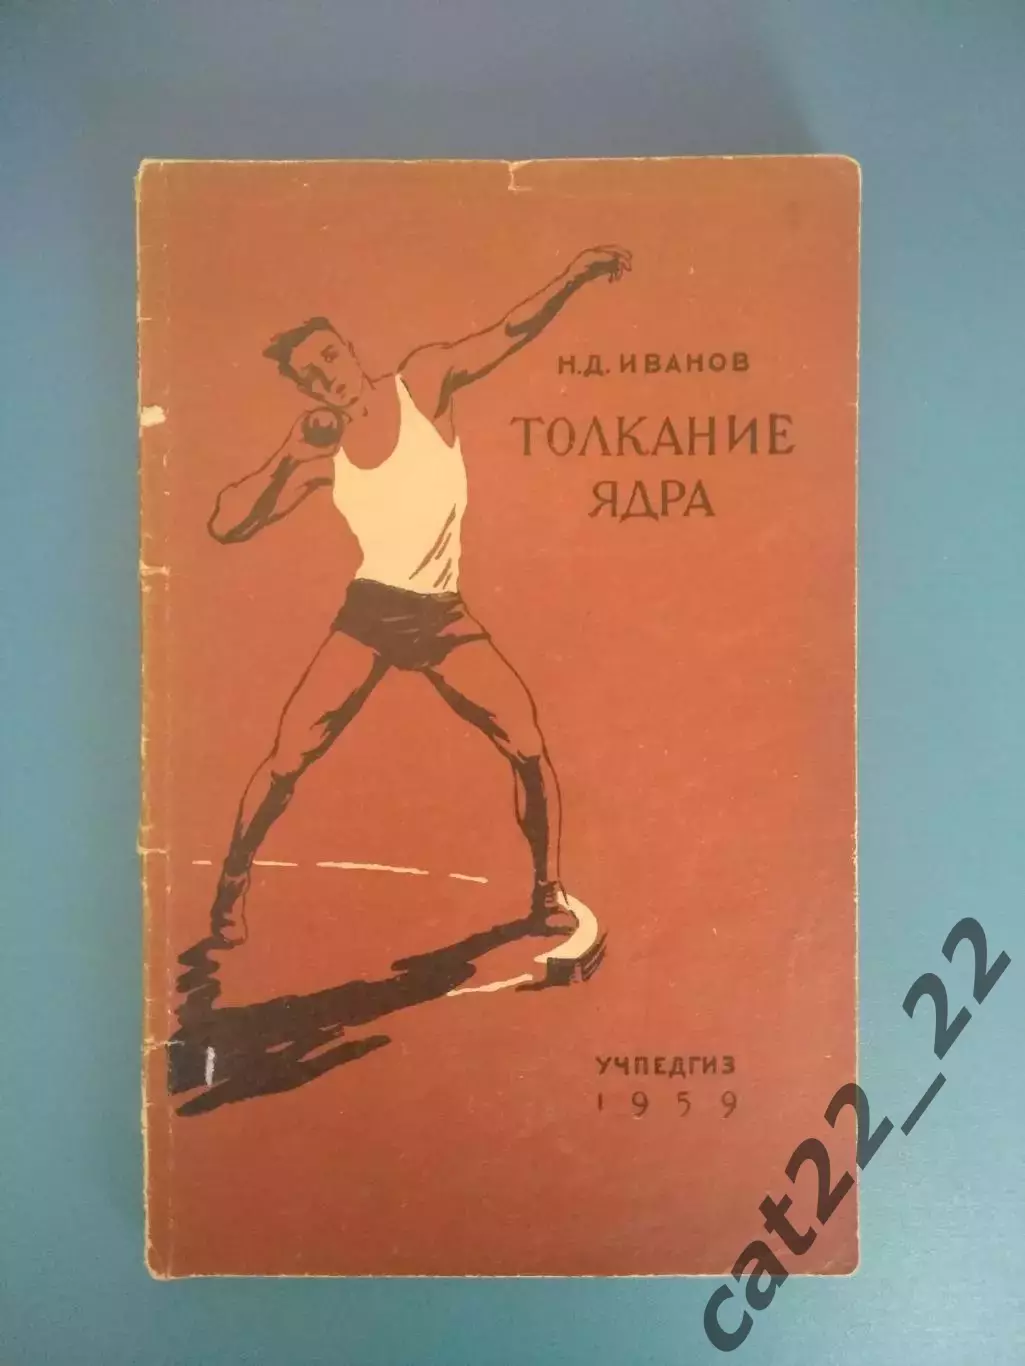 Н.Д. ИВАНОВ
ТОЛКАНИЕ
ЯДРА
УЧПЕДГИЗ
1959
cat22_22